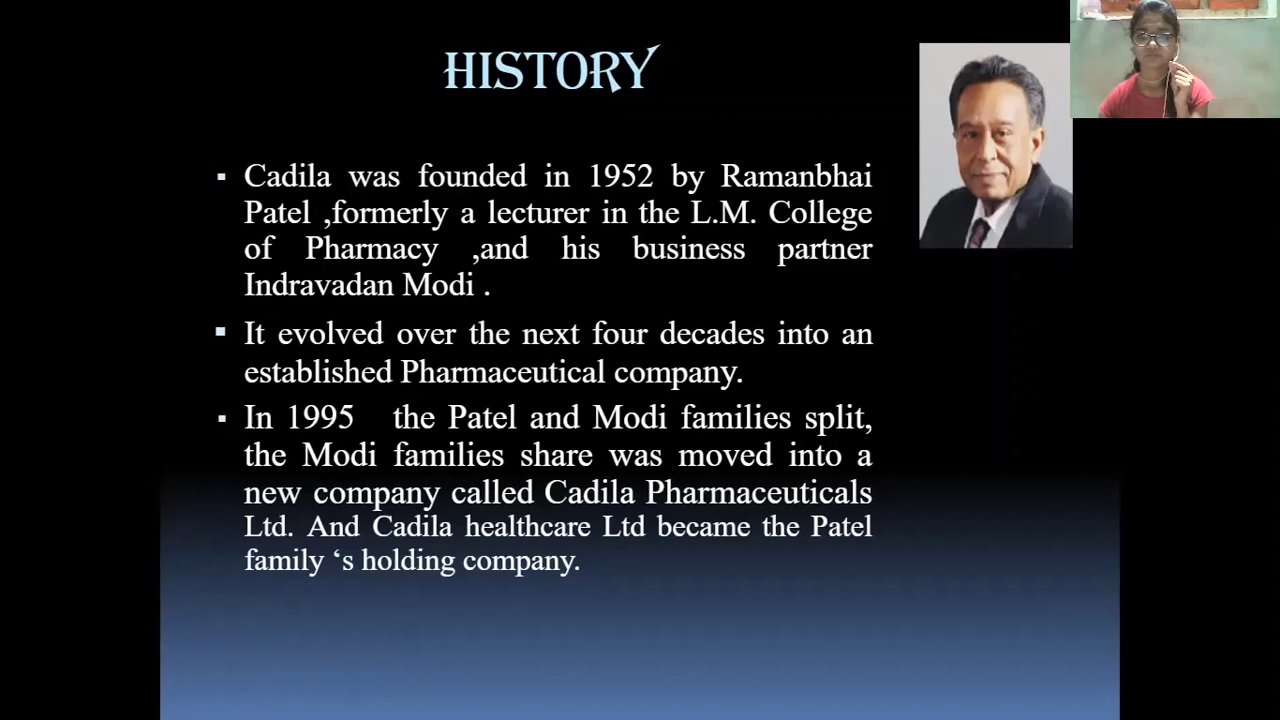 HISTORY
▪ Cadila was founded in 1952 by Ramanbhai
Patel ,formerly a lecturer in the L.M. College
of Pharmacy ,and his business partner
Indravadan Modi .
▪ It evolved over the next four decades into an
established Pharmaceutical company.
▪ In 1995 the Patel and Modi families split,
the Modi families share was moved into a
new company called Cadila Pharmaceuticals
Ltd. And Cadila healthcare Ltd became the Patel
family ‘s holding company.